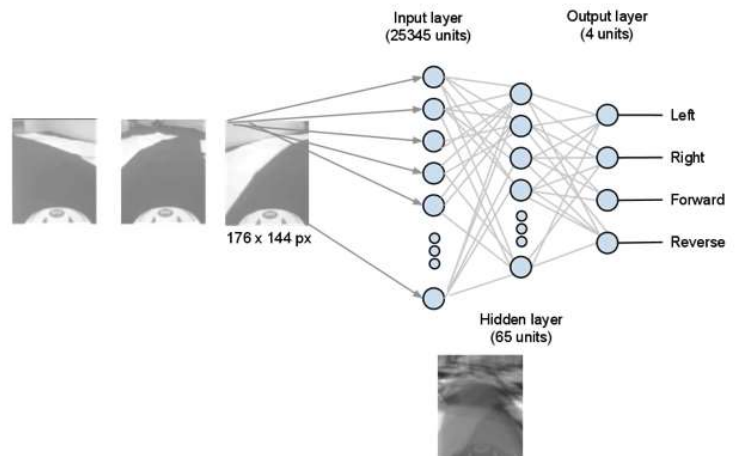 Input layer
(25345 units)
Output layer
(4 units)
Left
Right
Forward
Reverse
176 x 144 px
Hidden layer
(65 units)